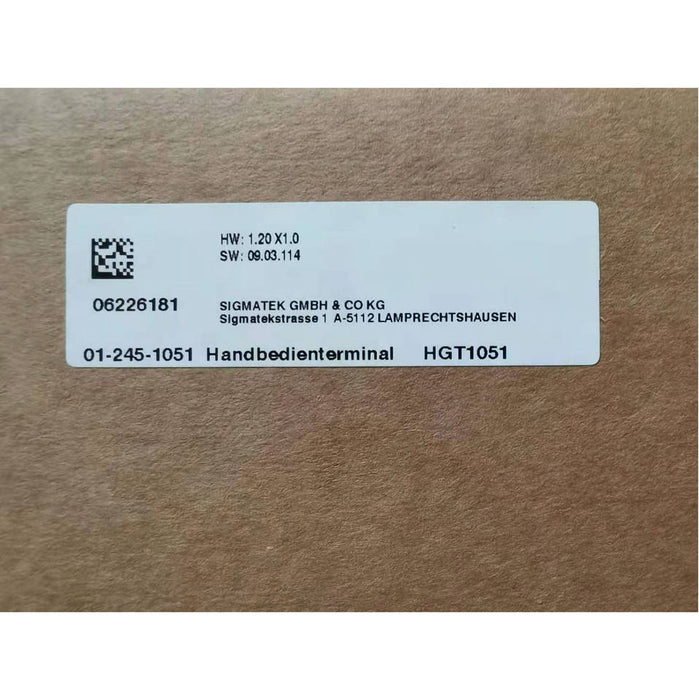 HW: 1.20 X1.0
SW: 09.03.114
06226181
SIGMATEK GMBH & CO KG
Sigmatekstrasse 1 A-5112 LAMPRECHTSHAUSEN
01-245-1051 Handbedienterminal HGT1051